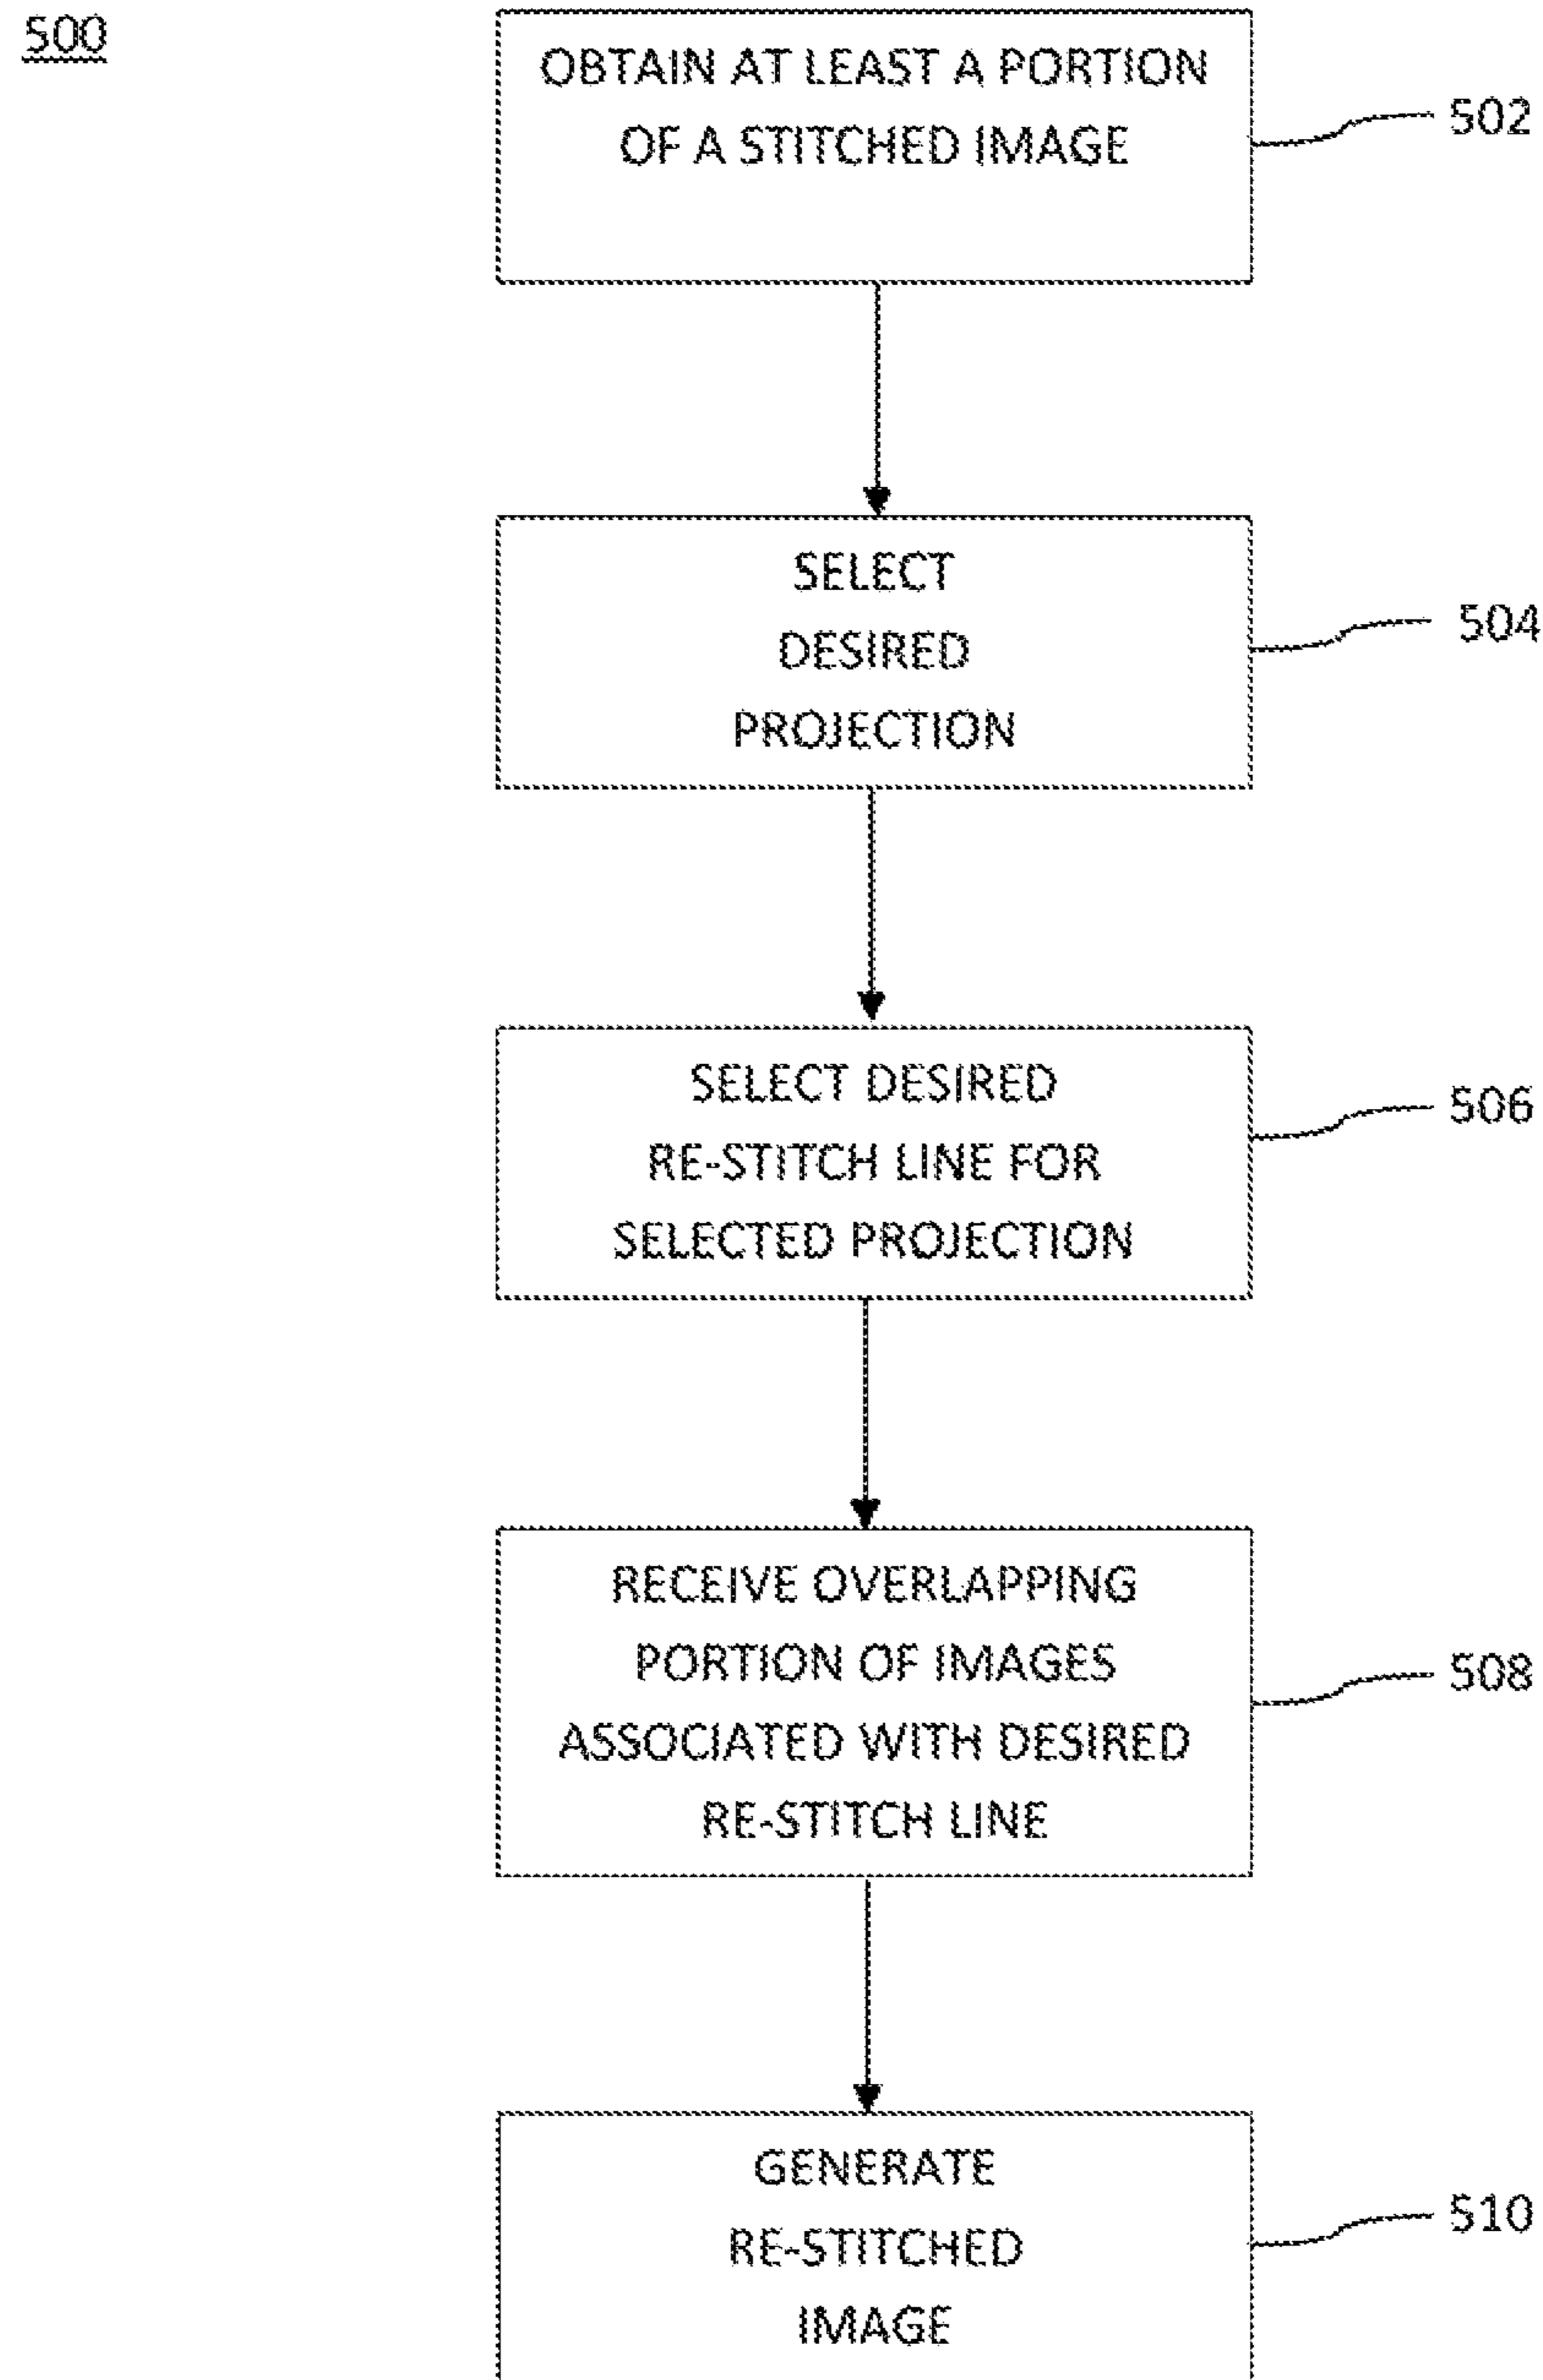 500
OBTAIN AT LEAST A PORTION
OF A STITCHED IMAGE
502
SELECT
DESIRED
PROJECTION
504
SELECT DESIRED
RE-STITCH LINE FOR
SELECTED PROJECTION
506
RECEIVE OVERLAPPING
PORTION OF IMAGES
ASSOCIATED WITH DESIRED
RE-STITCH LINE
508
GENERATE
RE-STITCHED
IMAGE
510